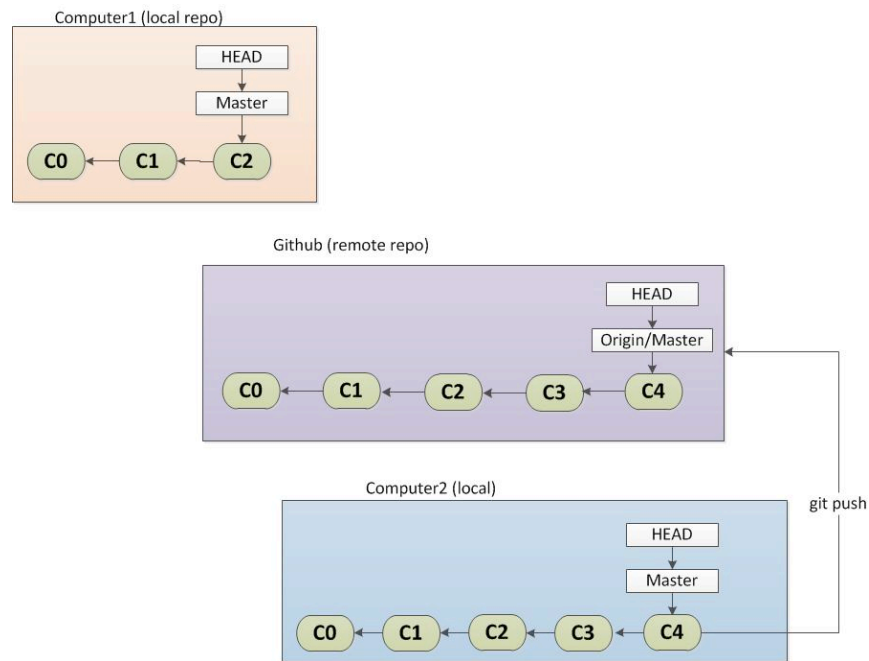 Computer1 (local repo)
HEAD
Master
C0 C1 C2
Github (remote repo)
HEAD
Origin/Master
C0 C1 C2 C3 C4
Computer2 (local)
git push
HEAD
Master
C0 C1 C2 C3 C4